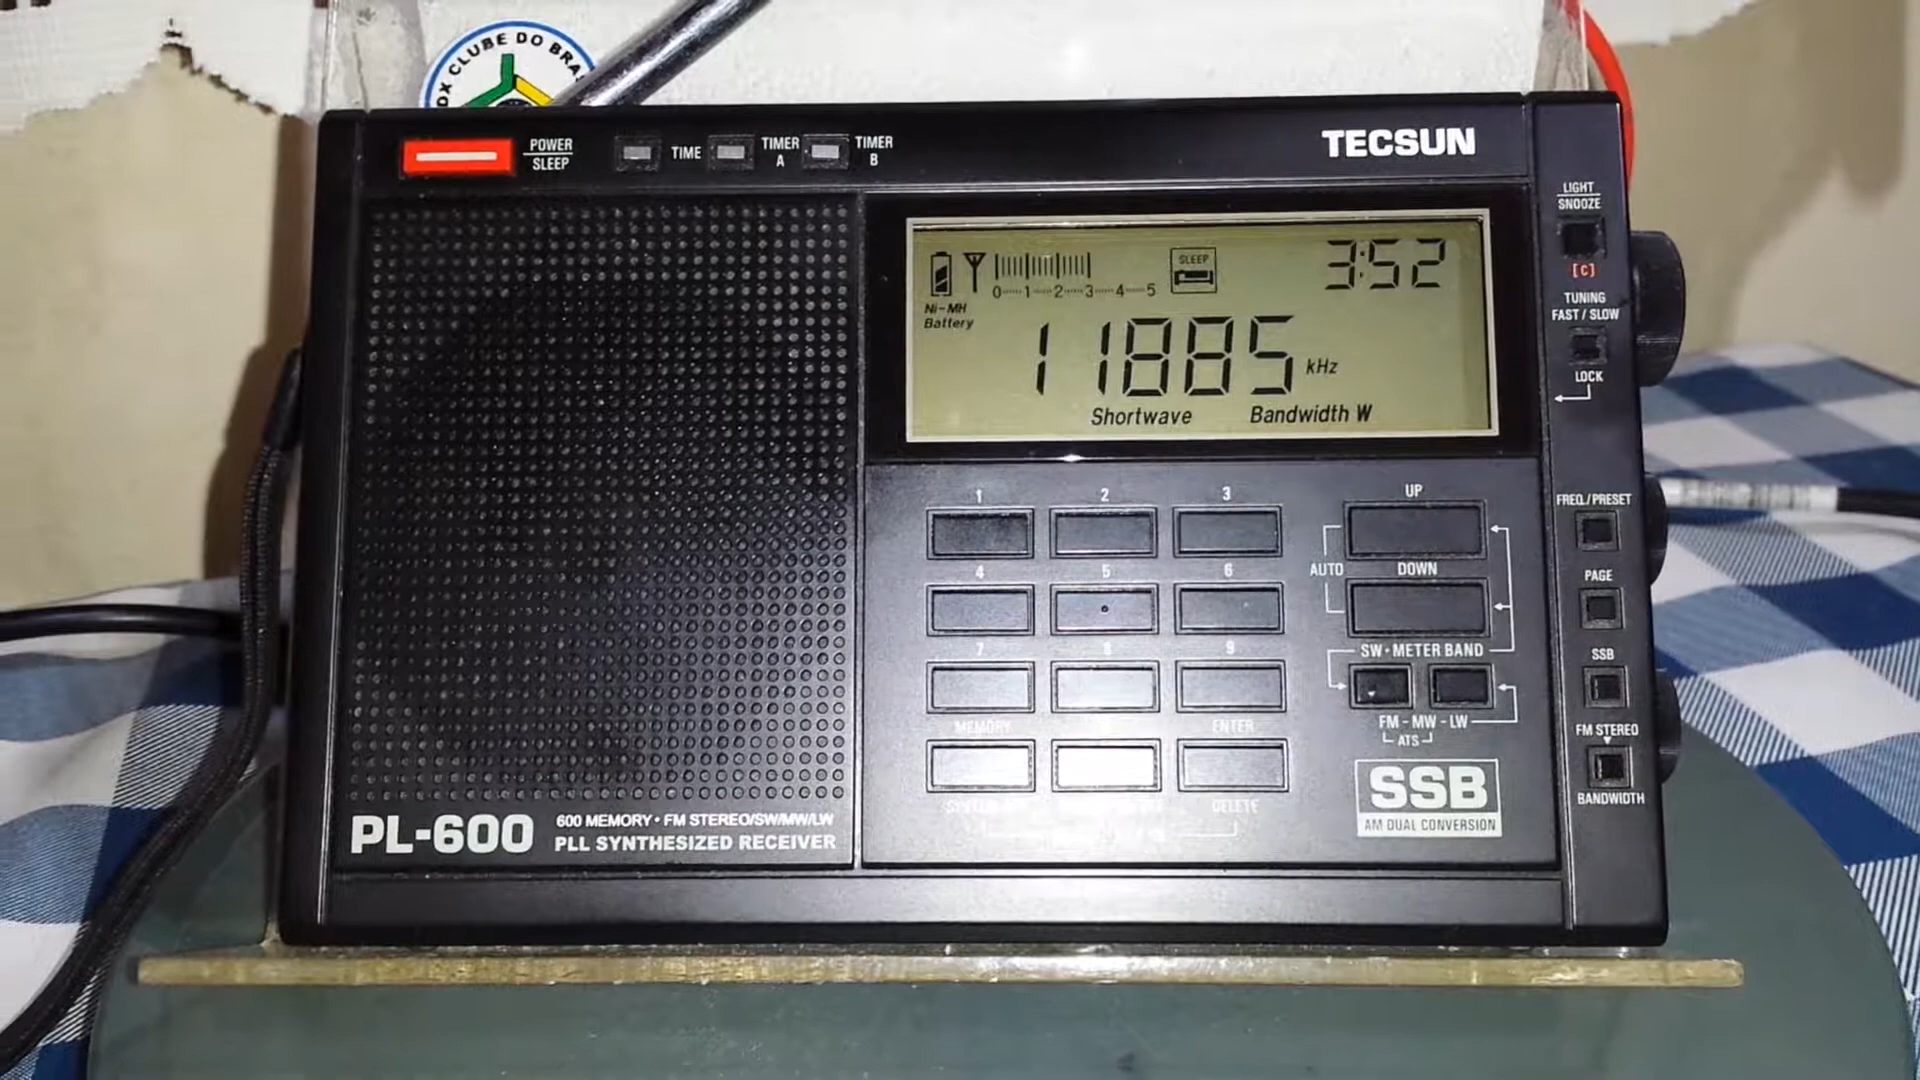 DX CLUBE DO BRAS
POWER
SLEEP
TIME
TIMER
A
TIMER
B
TECSUN
LIGHT
SNOOZE
[C]
TUNING
FAST / SLOW
LOCK
SLEEP
3:52
0 1 2 3 4 5
Ni-MH
Battery
11885 kHz
Shortwave Bandwidth W
1 2 3
UP
4 5 6
AUTO
DOWN
7 8 9
SW • METER BAND
MEMORY
ENTER
FM - MW - LW
ATS
DELETE
SSB
AM DUAL CONVERSION
FREQ./PRESET
PAGE
SSB
FM STEREO
BANDWIDTH
PL-600
600 MEMORY • FM STEREO/SW/MW/LW
PLL SYNTHESIZED RECEIVER